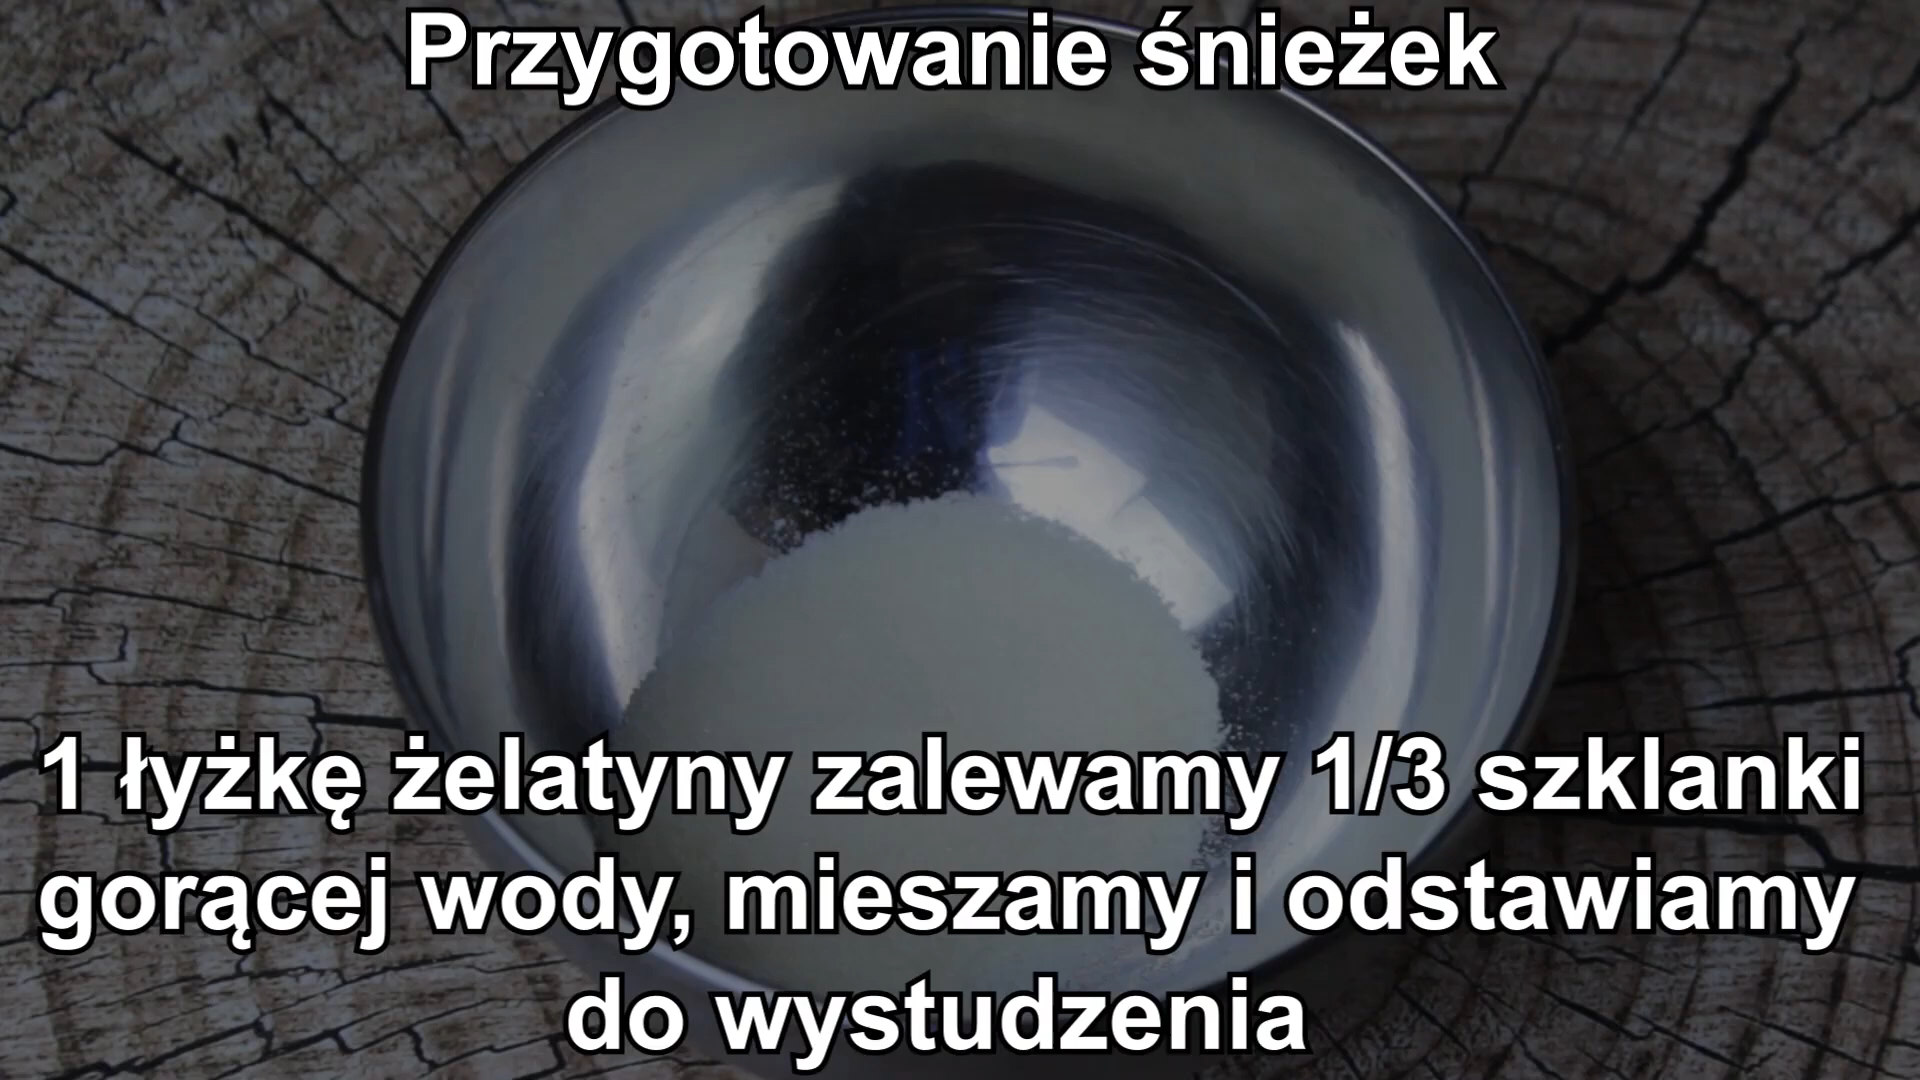 Przygotowanie śnieżek
1 łyżkę żelatyny zalewamy 1/3 szklanki
gorącej wody, mieszamy i odstawiamy
do wystudzenia